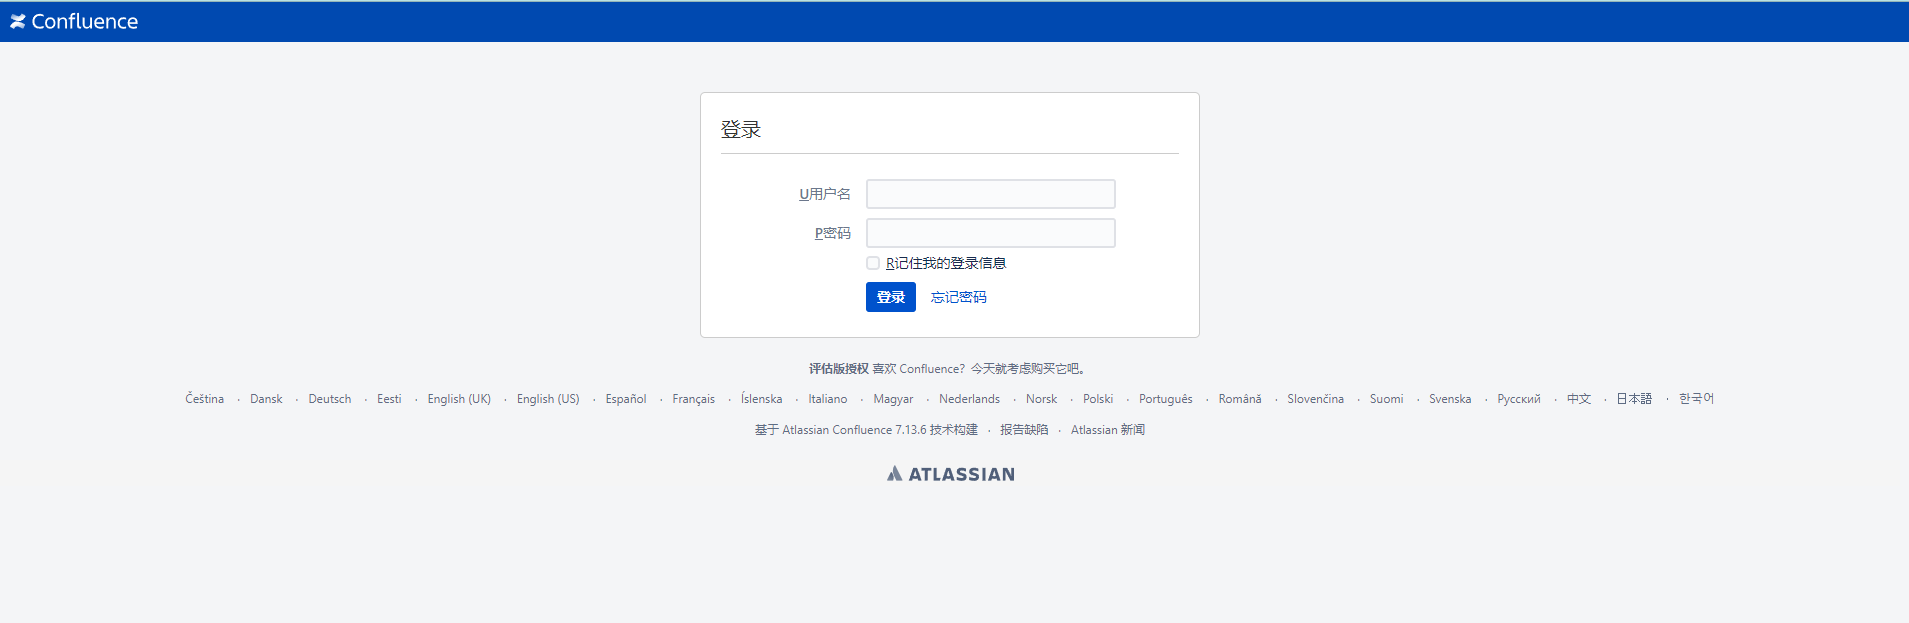 Confluence
登录
U用户名
P密码
R记住我的登录信息
登录 忘记密码
评估版授权 喜欢 Confluence？今天就考虑购买它吧。
Čeština · Dansk · Deutsch · Eesti · English (UK) · English (US) · Español · Français · Íslenska · Italiano · Magyar · Nederlands · Norsk · Polski · Português · Română · Slovenčina · Suomi · Svenska · Русский · 中文 · 日本語 · 한국어
基于 Atlassian Confluence 7.13.6 技术构建 · 报告缺陷 · Atlassian 新闻
ATLASSIAN